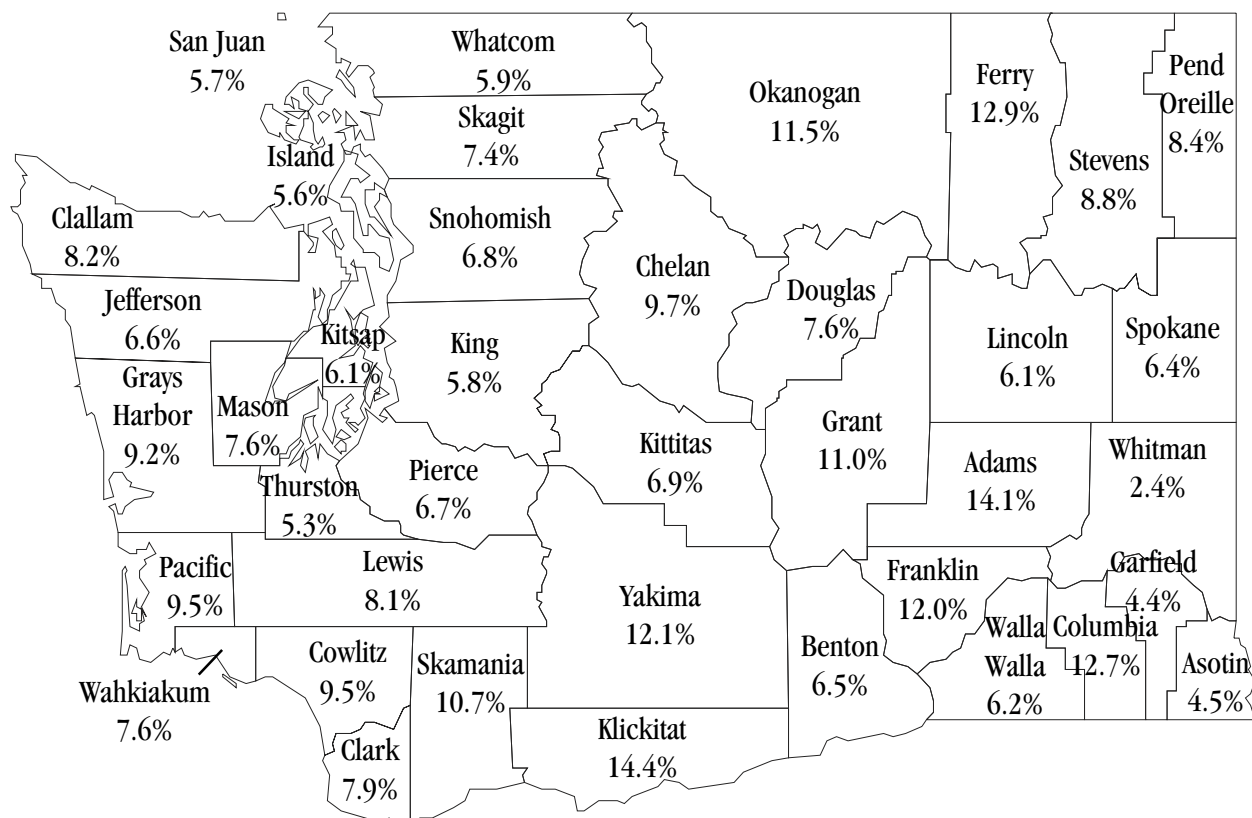 San Juan
5.7%
Whatcom
5.9%
Skagit
7.4%
Island
5.6%
Okanogan
11.5%
Ferry
12.9%
Pend
Oreille
8.4%
Stevens
8.8%
Clallam
8.2%
Snohomish
6.8%
Chelan
9.7%
Douglas
7.6%
Jefferson
6.6%
Kitsap
6.1%
King
5.8%
Lincoln
6.1%
Spokane
6.4%
Grays
Harbor
9.2%
Mason
7.6%
Thurston
5.3%
Pierce
6.7%
Kittitas
6.9%
Grant
11.0%
Adams
14.1%
Whitman
2.4%
Pacific
9.5%
Lewis
8.1%
Yakima
12.1%
Franklin
12.0%
Garfield
4.4%
Wahkiakum
7.6%
Cowlitz
9.5%
Skamania
10.7%
Benton
6.5%
Walla
Walla
6.2%
Columbia
12.7%
Asotin
4.5%
Clark
7.9%
Klickitat
14.4%